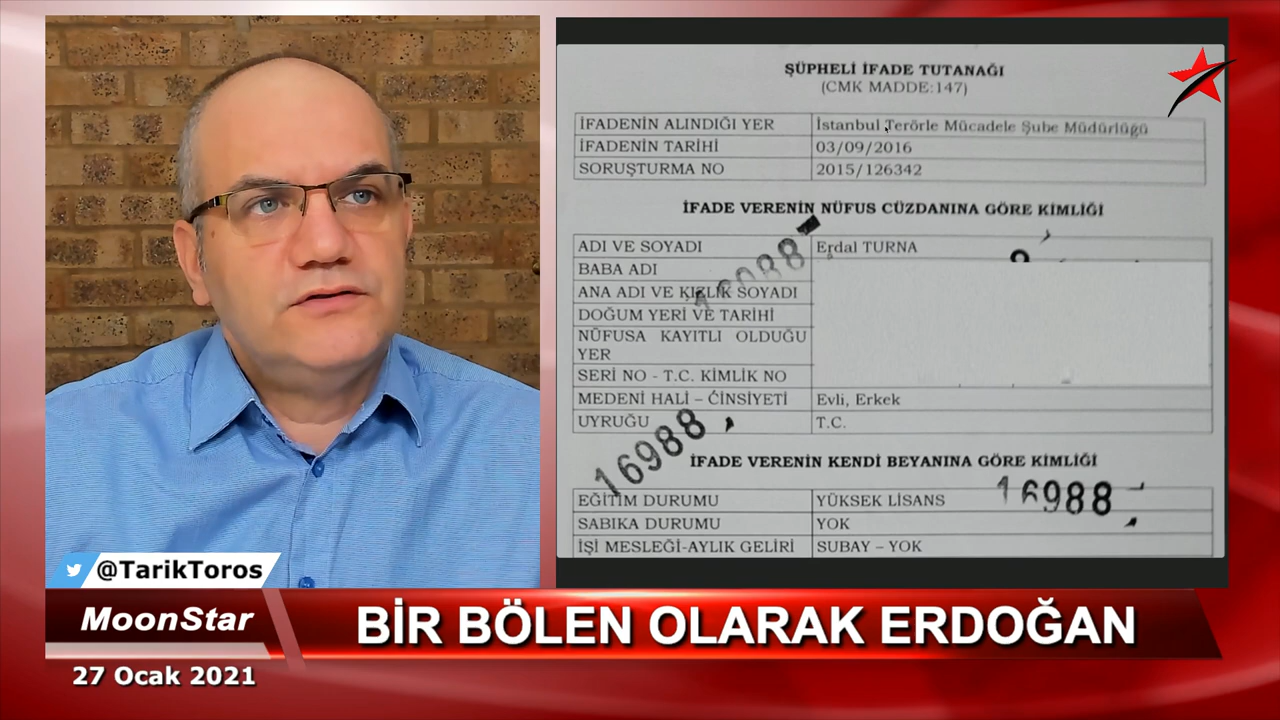 ŞÜPHELİ İFADE TUTANAĞI
(CMK MADDE:147)
İFADENİN ALINDIĞI YER İstanbul Terörle Mücadele Şube Müdürlüğü
İFADENİN TARİHİ 03/09/2016
SORUŞTURMA NO 2015/126342
İFADE VERENİN NÜFUS CÜZDANINA GÖRE KİMLİĞİ
ADI VE SOYADI Erdal TURNA
BABA ADI
16988
ANA ADI VE KIZLIK SOYADI
DOĞUM YERİ VE TARİHİ
NÜFUSA KAYITLI OLDUĞU
YER
SERİ NO - T.C. KİMLİK NO
MEDENİ HALİ – CİNSİYETİ Evli, Erkek
UYRUĞU T.C.
16988
İFADE VERENİN KENDİ BEYANINA GÖRE KİMLİĞİ
EĞİTİM DURUMU YÜKSEK LİSANS
16988
SABIKA DURUMU YOK
İŞİ MESLEĞİ-AYLIK GELİRİ SUBAY – YOK
@TarikToros
MoonStar
BİR BÖLEN OLARAK ERDOĞAN
27 Ocak 2021